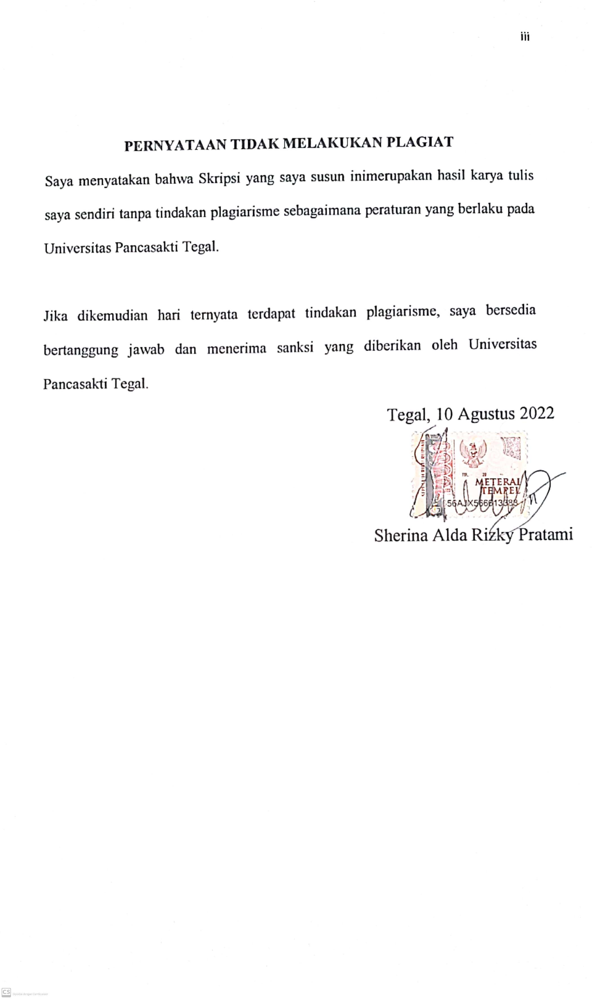 iii
PERNYATAAN TIDAK MELAKUKAN PLAGIAT
Saya menyatakan bahwa Skripsi yang saya susun inimerupakan hasil karya tulis
saya sendiri tanpa tindakan plagiarisme sebagaimana peraturan yang berlaku pada
Universitas Pancasakti Tegal.
Jika dikemudian hari ternyata terdapat tindakan plagiarisme, saya bersedia
bertanggung jawab dan menerima sanksi yang diberikan oleh Universitas
Pancasakti Tegal.
Tegal, 10 Agustus 2022
TGL. 20
METERAI
TEMPEL
Sherina Alda Rizky Pratami
CS Dipindai dengan CamScanner